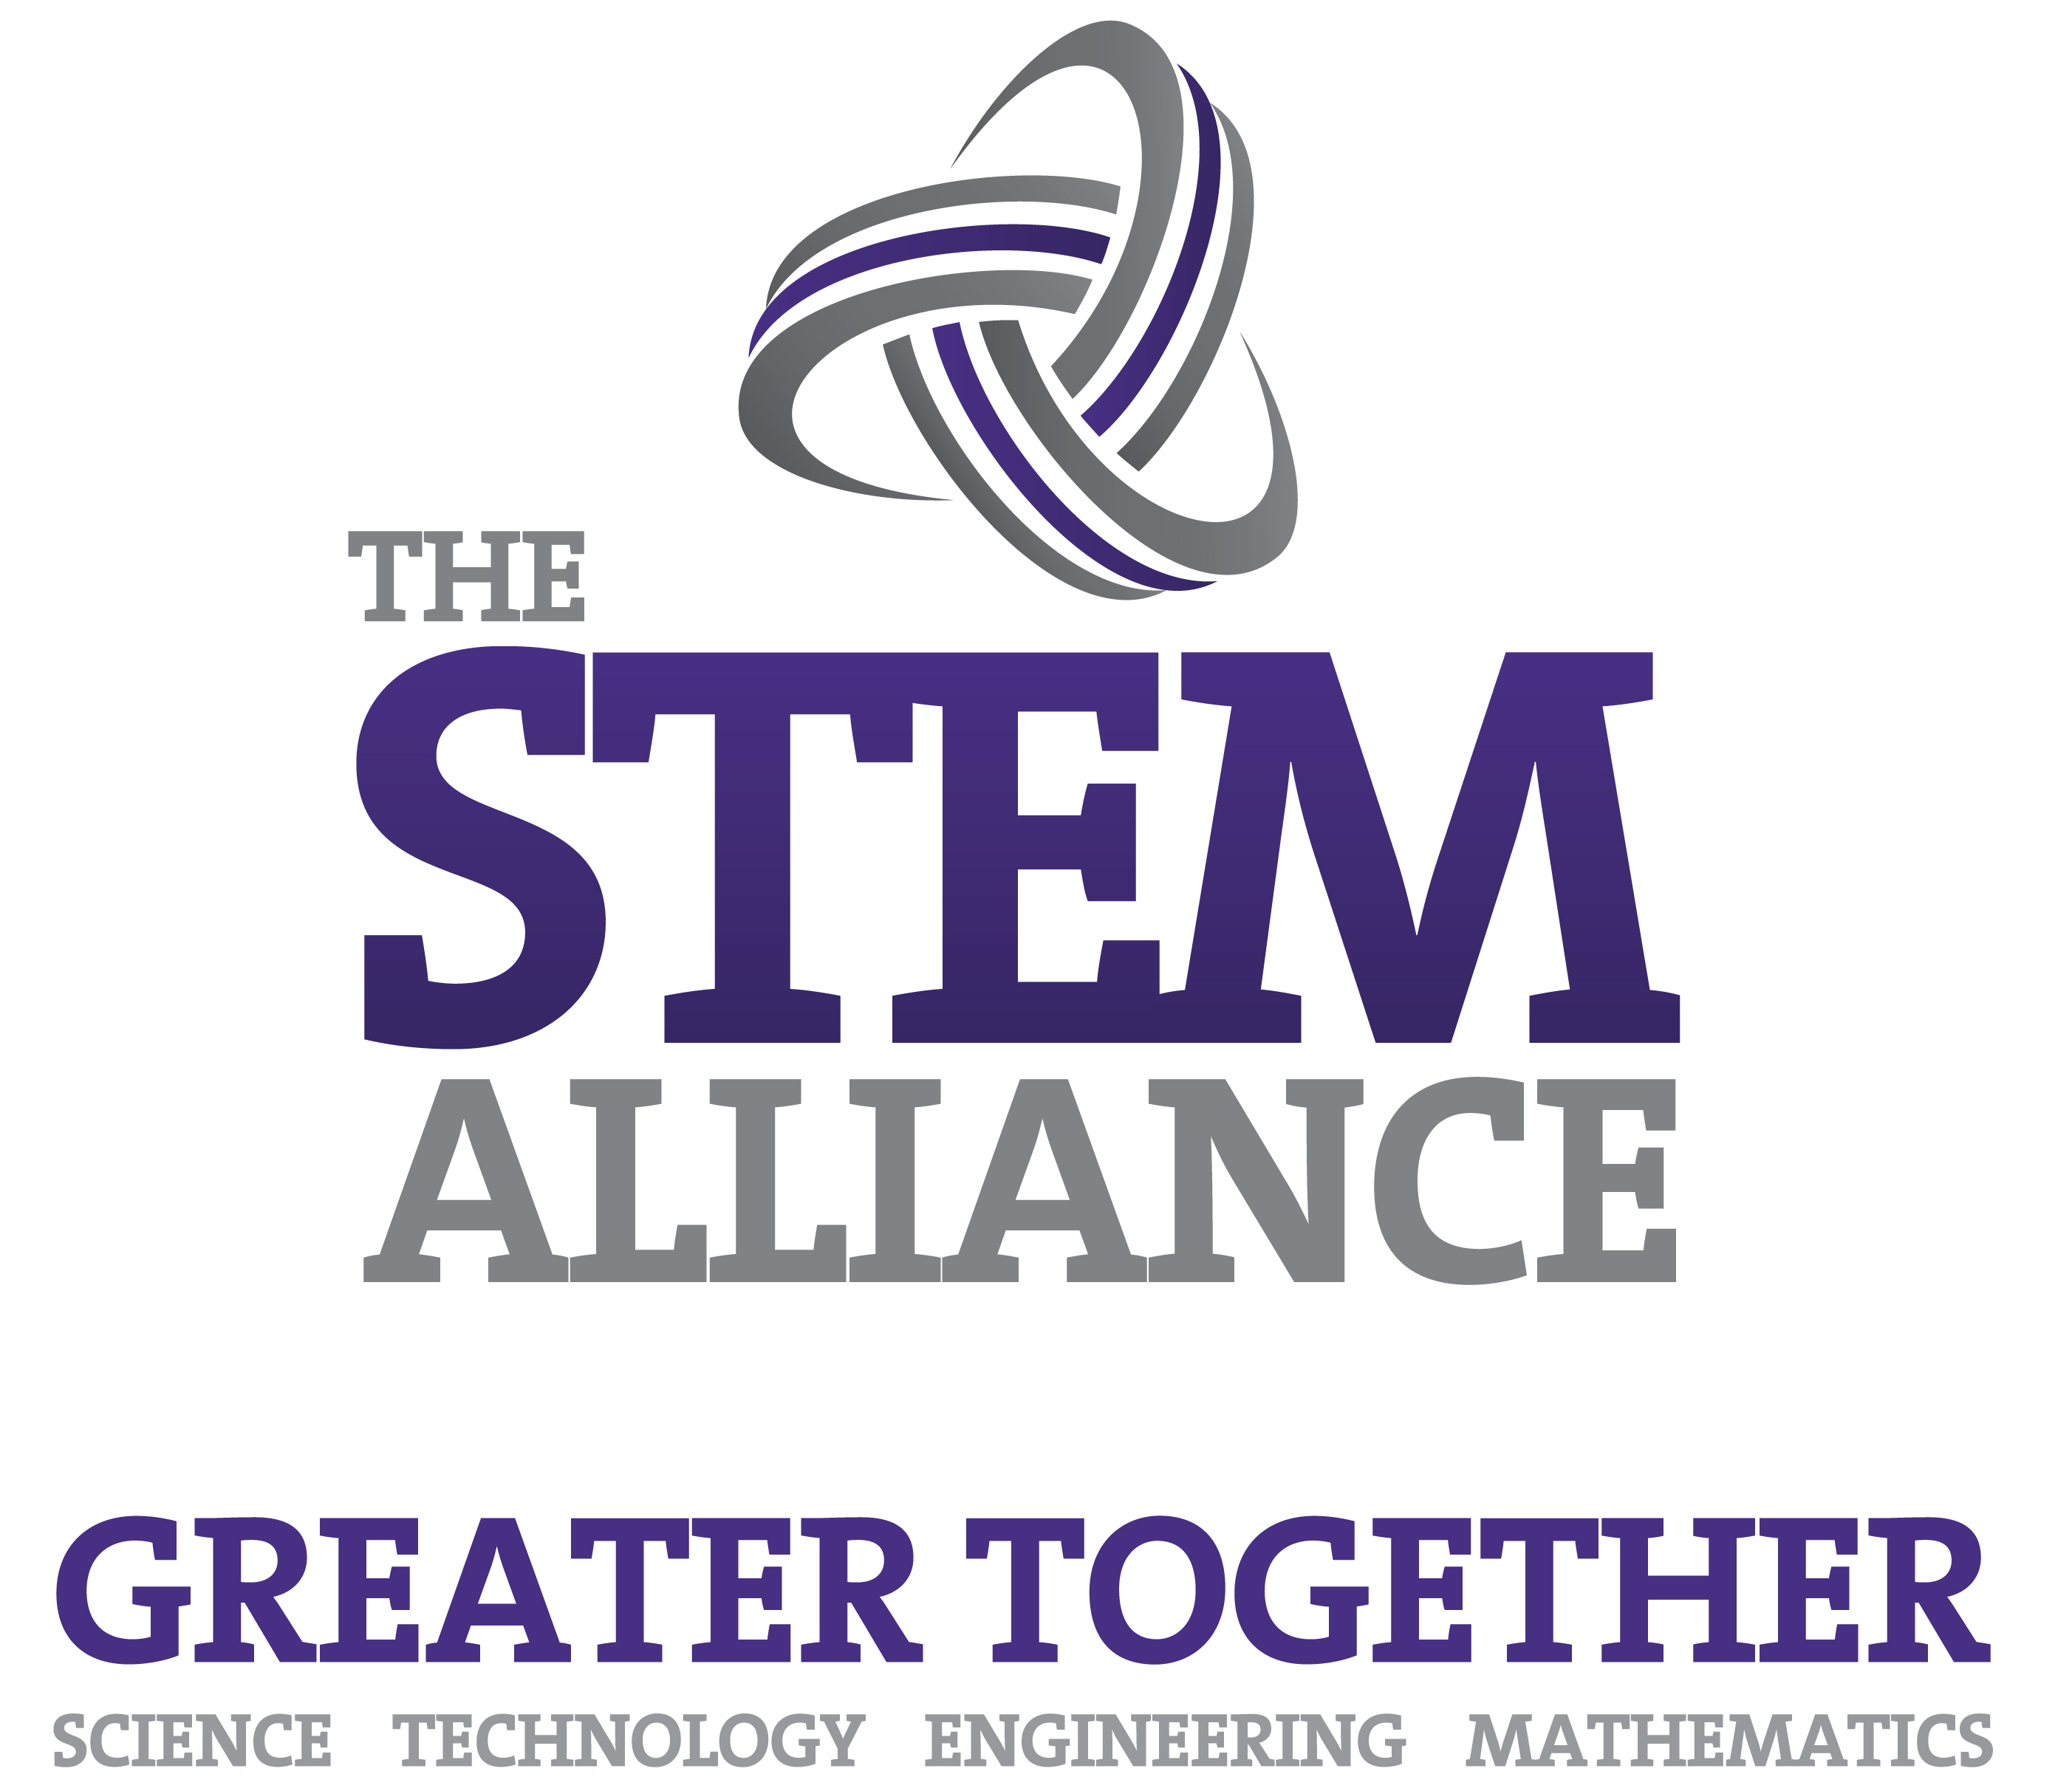 THE
STEM
ALLIANCE
GREATER TOGETHER
SCIENCE TECHNOLOGY ENGINEERING MATHEMATICS